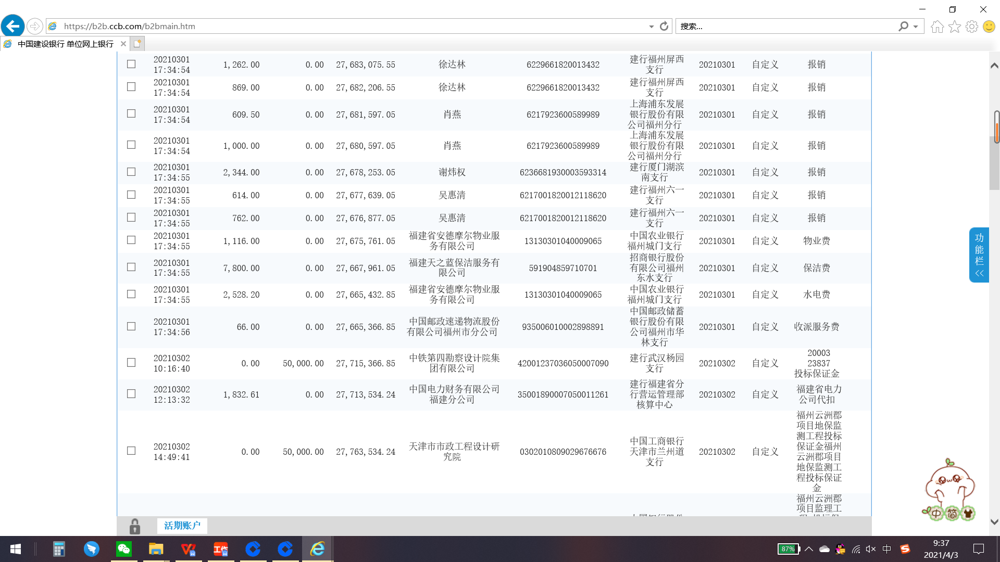 https://b2b.ccb.com/b2bmain.htm
搜索...
中国建设银行 单位网上银行
20210301
17:34:54
1,262.00
0.00
27,683,075.55
徐达林
6229661820013432
建行福州屏西
支行
20210301
自定义
报销
20210301
17:34:54
869.00
0.00
27,682,206.55
徐达林
6229661820013432
建行福州屏西
支行
20210301
自定义
报销
20210301
17:34:54
609.50
0.00
27,681,597.05
肖燕
6217923600589989
上海浦东发展
银行股份有限
公司福州分行
20210301
自定义
报销
20210301
17:34:54
1,000.00
0.00
27,680,597.05
肖燕
6217923600589989
上海浦东发展
银行股份有限
公司福州分行
20210301
自定义
报销
20210301
17:34:55
2,344.00
0.00
27,678,253.05
谢炜权
6236681930003593314
建行厦门湖滨
南支行
20210301
自定义
报销
20210301
17:34:55
614.00
0.00
27,677,639.05
吴惠清
6217001820012118620
建行福州六一
支行
20210301
自定义
报销
20210301
17:34:55
762.00
0.00
27,676,877.05
吴惠清
6217001820012118620
建行福州六一
支行
20210301
自定义
报销
20210301
17:34:55
1,116.00
0.00
27,675,761.05
福建省安德摩尔物业服
务有限公司
13130301040009065
中国农业银行
福州城门支行
20210301
自定义
物业费
20210301
17:34:55
7,800.00
0.00
27,667,961.05
福建天之蓝保洁服务有
限公司
591904859710701
招商银行股份
有限公司福州
东水支行
20210301
自定义
保洁费
20210301
17:34:55
2,528.20
0.00
27,665,432.85
福建省安德摩尔物业服
务有限公司
13130301040009065
中国农业银行
福州城门支行
20210301
自定义
水电费
20210301
17:34:56
66.00
0.00
27,665,366.85
中国邮政速递物流股份
有限公司福州市分公司
935006010002898891
中国邮政储蓄
银行股份有限
公司福州市华
林支行
20210301
自定义
收派服务费
20210302
10:16:40
0.00
50,000.00
27,715,366.85
中铁第四勘察设计院集
团有限公司
42001237036050007090
建行武汉杨园
支行
20210302
自定义
20003
23837
投标保证金
20210302
12:13:32
1,832.61
0.00
27,713,534.24
中国电力财务有限公司
福建分公司
35001890007050011261
建行福建省分
行营运管理部
核算中心
20210302
自定义
福建省电力
公司代扣
20210302
14:49:41
0.00
50,000.00
27,763,534.24
天津市市政工程设计研
究院
0302010809029676676
中国工商银行
天津市兰州道
支行
20210302
自定义
福州云洲郡
项目地保监
测工程投标
保证金福州
云洲郡项目
地保监测工
程投标保证
金
福州云洲郡
项目监理工
功
能
栏
<<
活期账户
中
简
工作
87%
中
9:37
2021/4/3